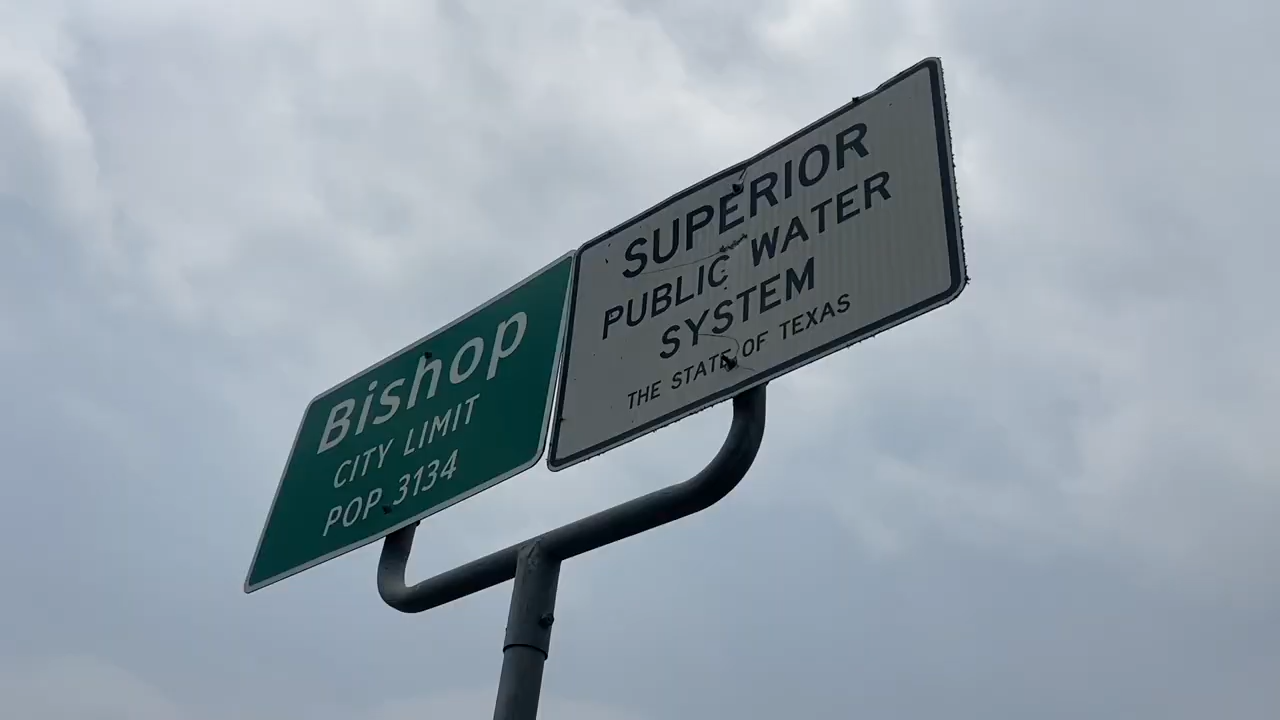 Bishop
CITY LIMIT
POP 3134
SUPERIOR
PUBLIC WATER
SYSTEM
THE STATE OF TEXAS